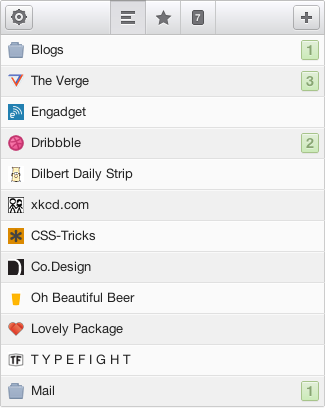 7
Blogs 1
The Verge 3
Engadget
Dribbble 2
Dilbert Daily Strip
xkcd.com
CSS-Tricks
Co.Design
Oh Beautiful Beer
Lovely Package
TF T Y P E F I G H T
Mail 1